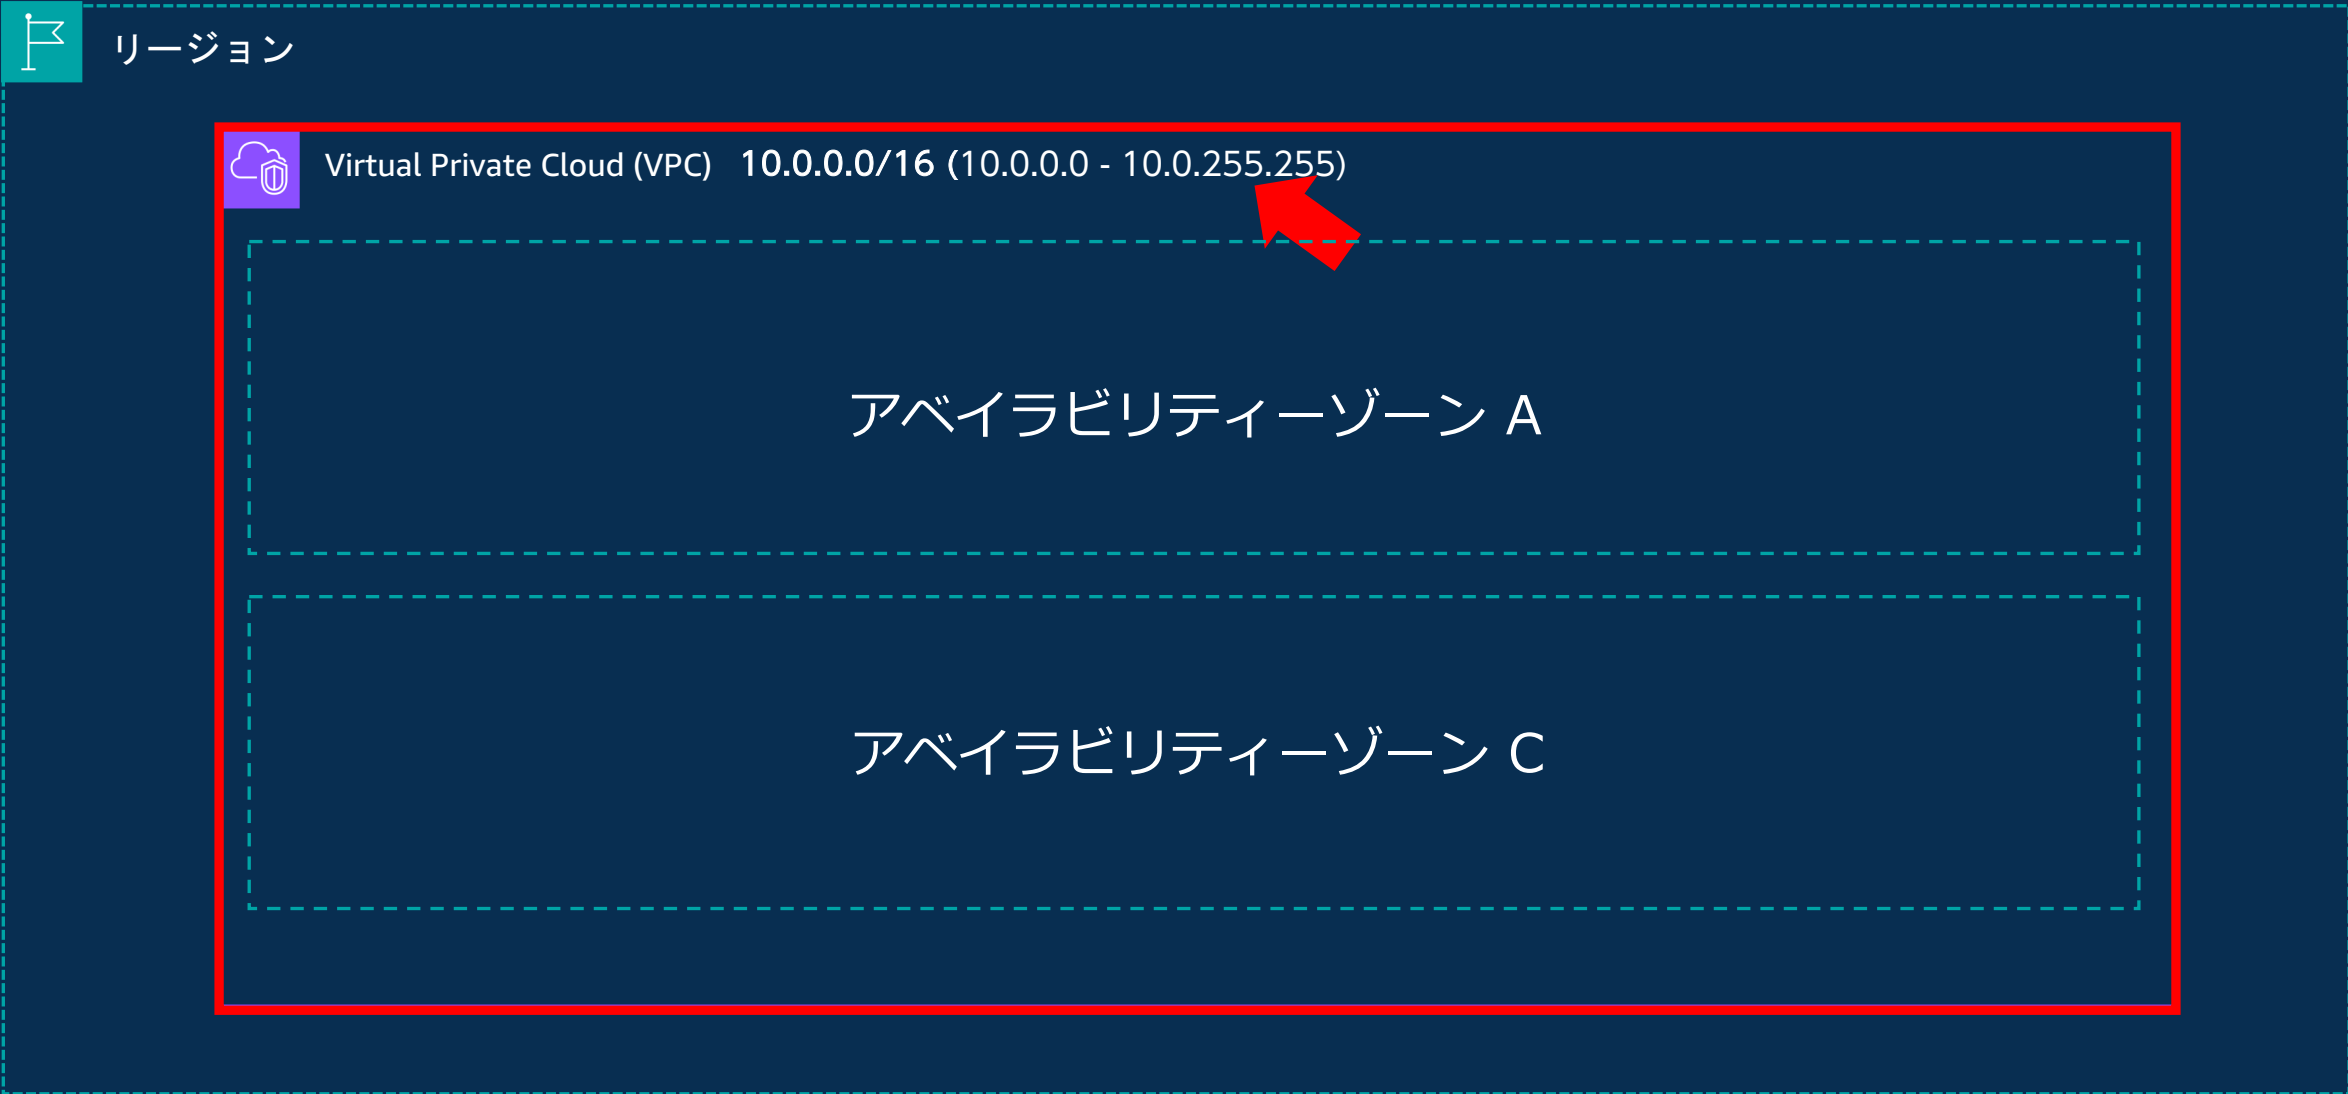 リージョン
Virtual Private Cloud (VPC) 10.0.0.0/16 (10.0.0.0 - 10.0.255.255)
アベイラビリティーゾーン A
アベイラビリティーゾーン C